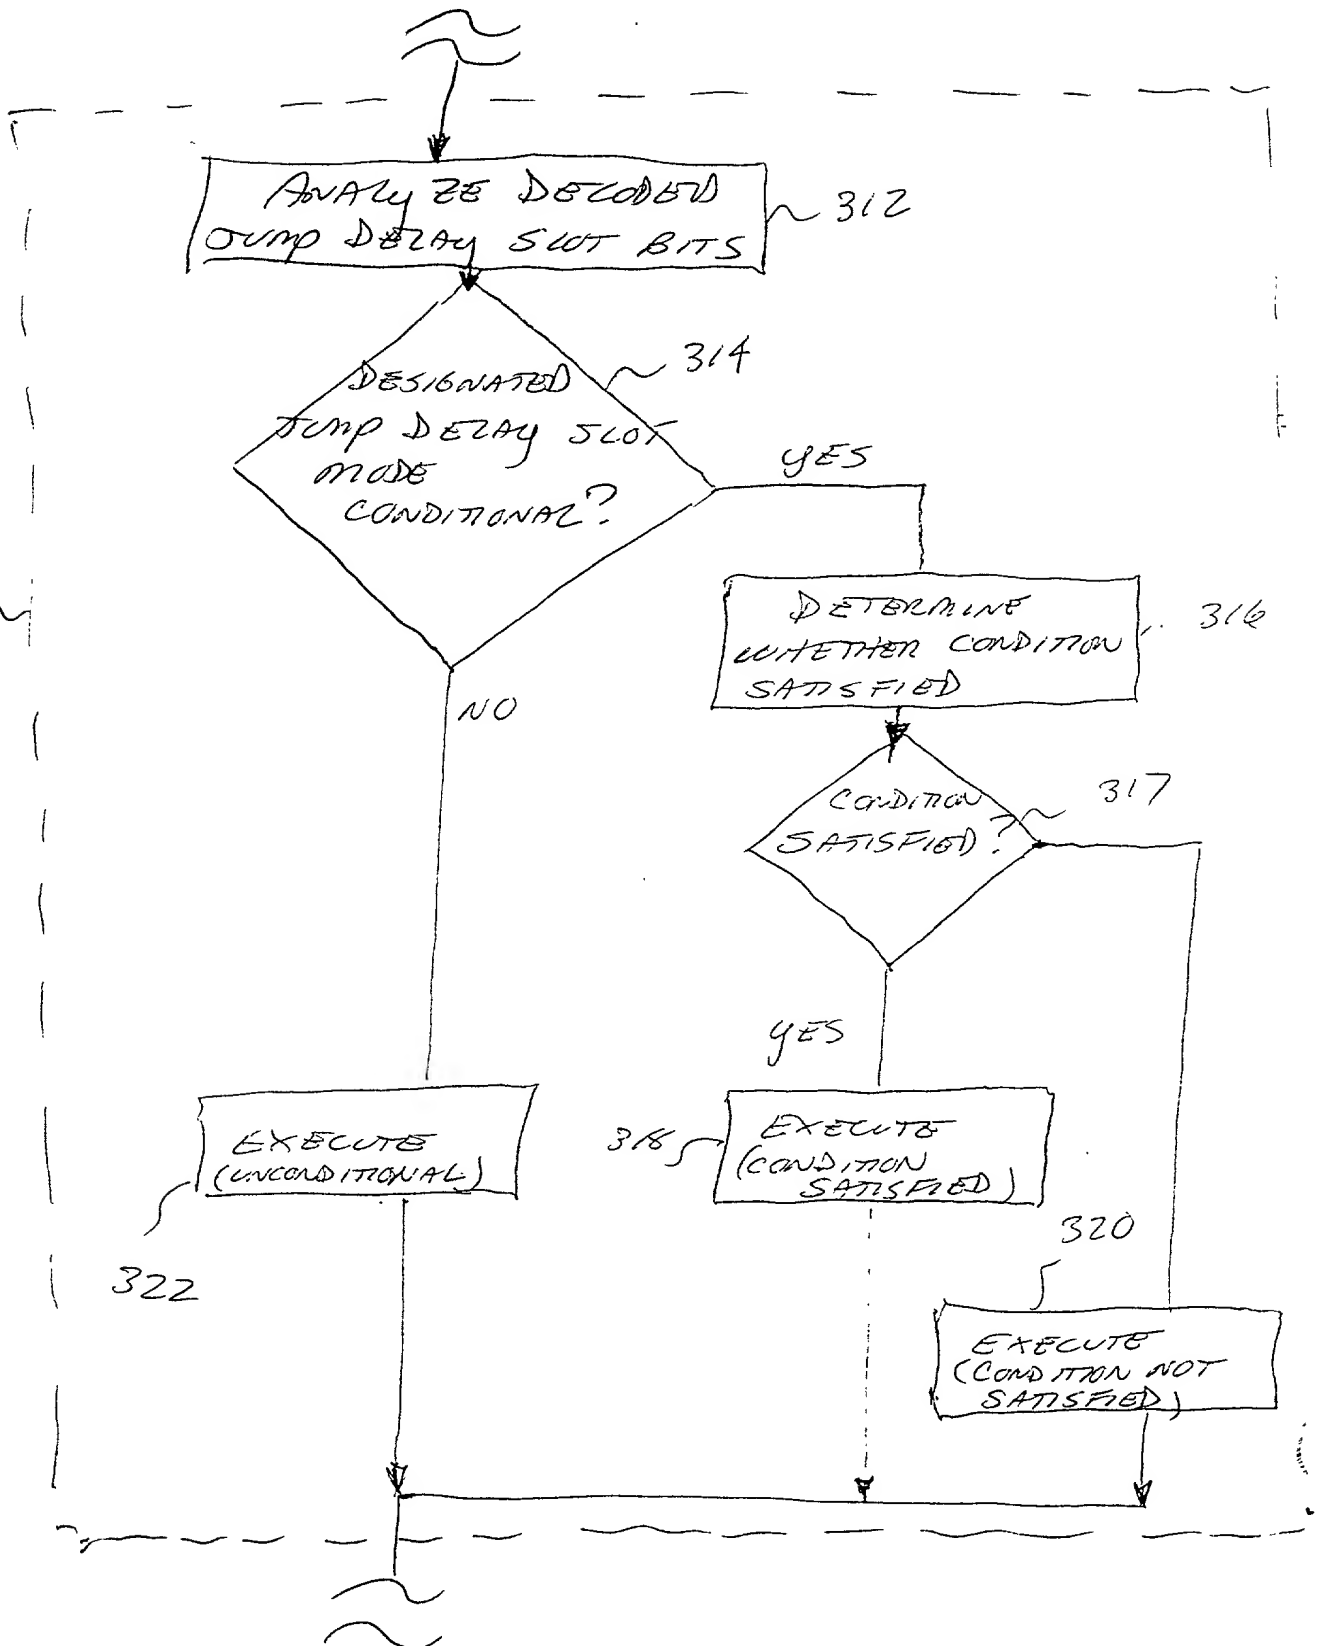 ANALYZE DECODED
JUMP DELAY SLOT BITS
312
DESIGNATED
JUMP DELAY SLOT
MODE
CONDITIONAL?
314
YES
DETERMINE
WHETHER CONDITION
SATISFIED
316
NO
CONDITION
SATISFIED?
317
YES
EXECUTE
(UNCONDITIONAL)
322
318
EXECUTE
(CONDITION
SATISFIED)
320
EXECUTE
(CONDITION NOT
SATISFIED)